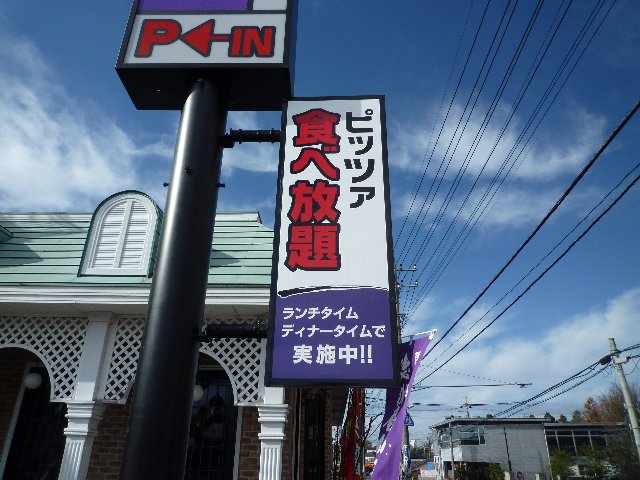 P←IN
ピッツァ
食べ放題
ランチタイム
ディナータイムで
実施中!!